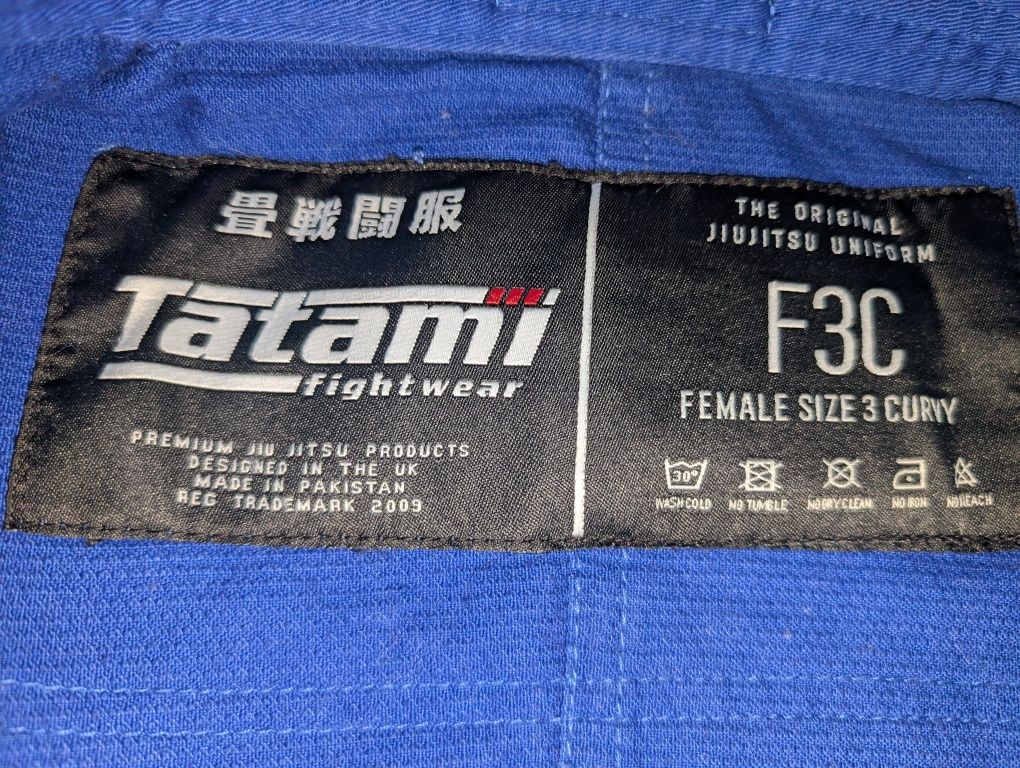 畳戦闘服
Tatami
fightwear
PREMIUM JIU JITSU PRODUCTS
DESIGNED IN THE UK
MADE IN PAKISTAN
REG TRADEMARK 2009
THE ORIGINAL
JIUJITSU UNIFORM
F3C
FEMALE SIZE 3 CURVY
30°
WASH COLD NO TUMBLE NO DRY CLEAN NO IRON NO BLEACH